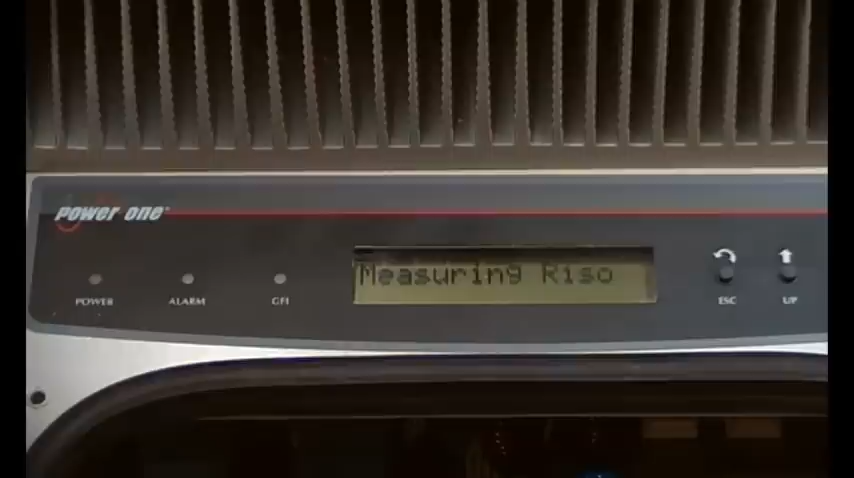 power-one
Measuring Riso
POWER
ALARM
GFI
ESC
UP